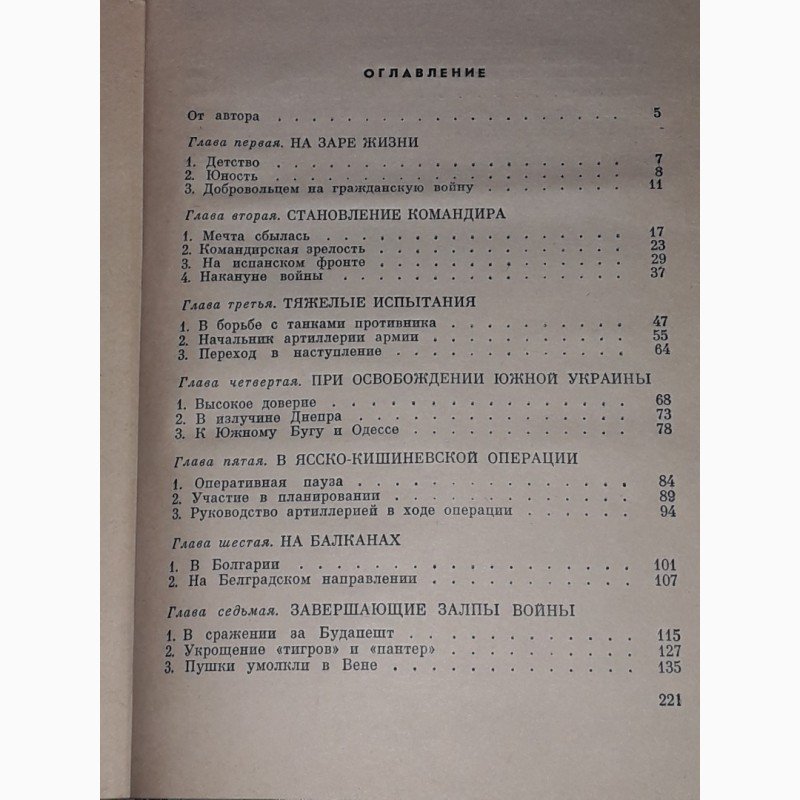 ОГЛАВЛЕНИЕ
От автора . . . . . . . . . . . . . . . . . . . 5
Глава первая. НА ЗАРЕ ЖИЗНИ
1. Детство . . . . . . . . . . . . . . . . . . . 7
2. Юность . . . . . . . . . . . . . . . . . . . 8
3. Добровольцем на гражданскую войну . . . . . . . 11
Глава вторая. СТАНОВЛЕНИЕ КОМАНДИРА
1. Мечта сбылась . . . . . . . . . . . . . . . . 17
2. Командирская зрелость . . . . . . . . . . . . 23
3. На испанском фронте . . . . . . . . . . . . . 29
4. Накануне войны . . . . . . . . . . . . . . . 37
Глава третья. ТЯЖЕЛЫЕ ИСПЫТАНИЯ
1. В борьбе с танками противника . . . . . . . . . 47
2. Начальник артиллерии армии . . . . . . . . . . 55
3. Переход в наступление . . . . . . . . . . . . 64
Глава четвертая. ПРИ ОСВОБОЖДЕНИИ ЮЖНОЙ УКРАИНЫ
1. Высокое доверие . . . . . . . . . . . . . . . 68
2. В излучине Днепра . . . . . . . . . . . . . . 73
3. К Южному Бугу и Одессе . . . . . . . . . . . 78
Глава пятая. В ЯССКО-КИШИНЕВСКОЙ ОПЕРАЦИИ
1. Оперативная пауза . . . . . . . . . . . . . . 84
2. Участие в планировании . . . . . . . . . . . . 89
3. Руководство артиллерией в ходе операции . . . . . . 94
Глава шестая. НА БАЛКАНАХ
1. В Болгарии . . . . . . . . . . . . . . . . . 101
2. На Белградском направлении . . . . . . . . . . 107
Глава седьмая. ЗАВЕРШАЮЩИЕ ЗАЛПЫ ВОЙНЫ
1. В сражении за Будапешт . . . . . . . . . . . 115
2. Укрощение «тигров» и «пантер» . . . . . . . . . 127
3. Пушки умолкли в Вене . . . . . . . . . . . . 135
221